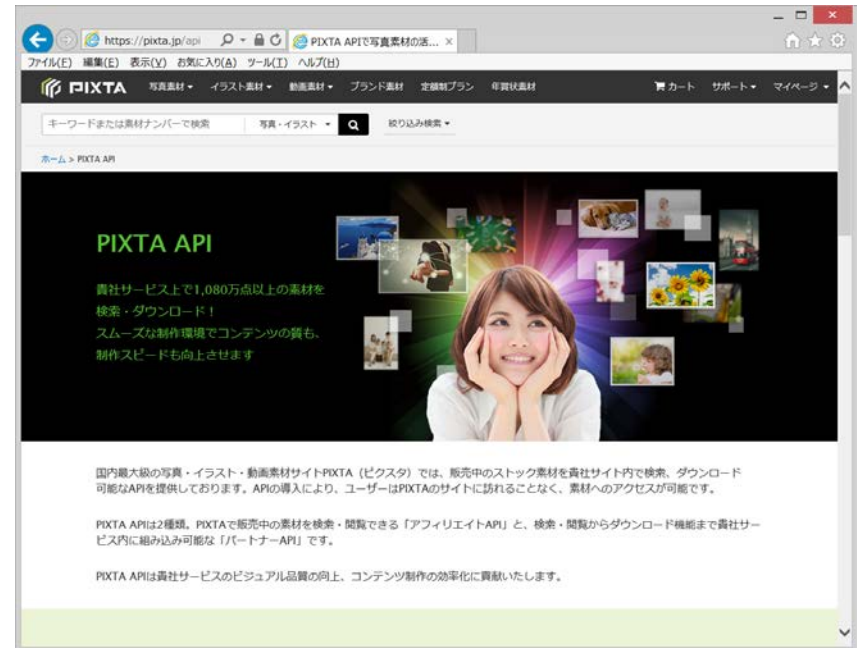 https://pixta.jp/api
PIXTA APIで写真素材の活...
ファイル(F) 編集(E) 表示(V) お気に入り(A) ツール(T) ヘルプ(H)
PIXTA 写真素材 イラスト素材 動画素材 ブランド素材 定額制プラン 年賀状素材 カート サポート マイページ
キーワードまたは素材ナンバーで検索 写真・イラスト 絞り込み検索
ホーム > PIXTA API
PIXTA API
貴社サービス上で1,080万点以上の素材を
検索・ダウンロード!
スムーズな制作環境でコンテンツの質も、
制作スピードも向上させます
国内最大級の写真・イラスト・動画素材サイトPIXTA（ピクスタ）では、販売中のストック素材を貴社サイト内で検索、ダウンロード
可能なAPIを提供しております。APIの導入により、ユーザーはPIXTAのサイトに訪れることなく、素材へのアクセスが可能です。
PIXTA APIは2種類。PIXTAで販売中の素材を検索・閲覧できる「アフィリエイトAPI」と、検索・閲覧からダウンロード機能まで貴社サー
ビス内に組み込み可能な「パートナーAPI」です。
PIXTA APIは貴社サービスのビジュアル品質の向上、コンテンツ制作の効率化に貢献いたします。